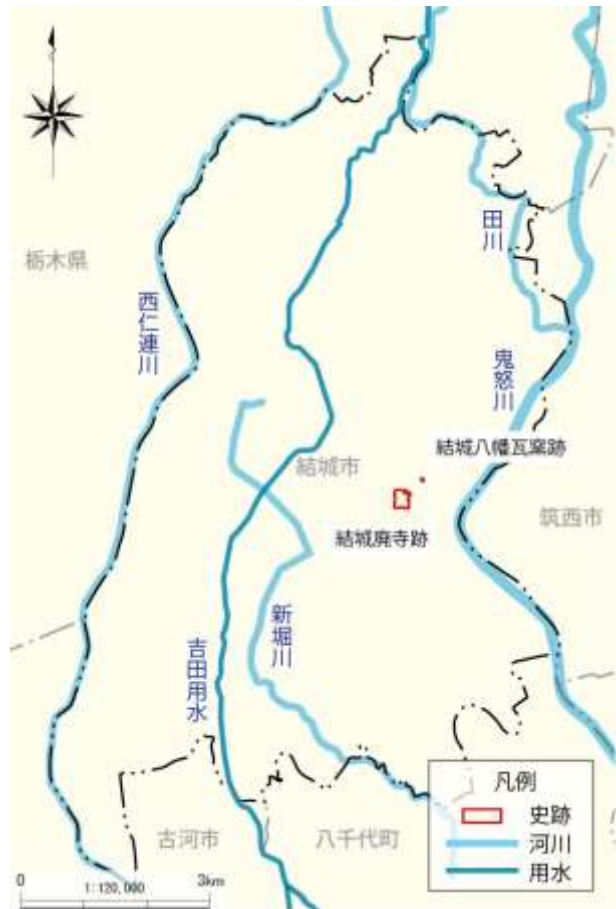 栃木県
西仁連川
田川
鬼怒川
結城八幡瓦窯跡
結城市
筑西市
結城廃寺跡
新堀川
吉田用水
凡例
史跡
河川
用水
古河市
八千代町
0
3km
1:120,000